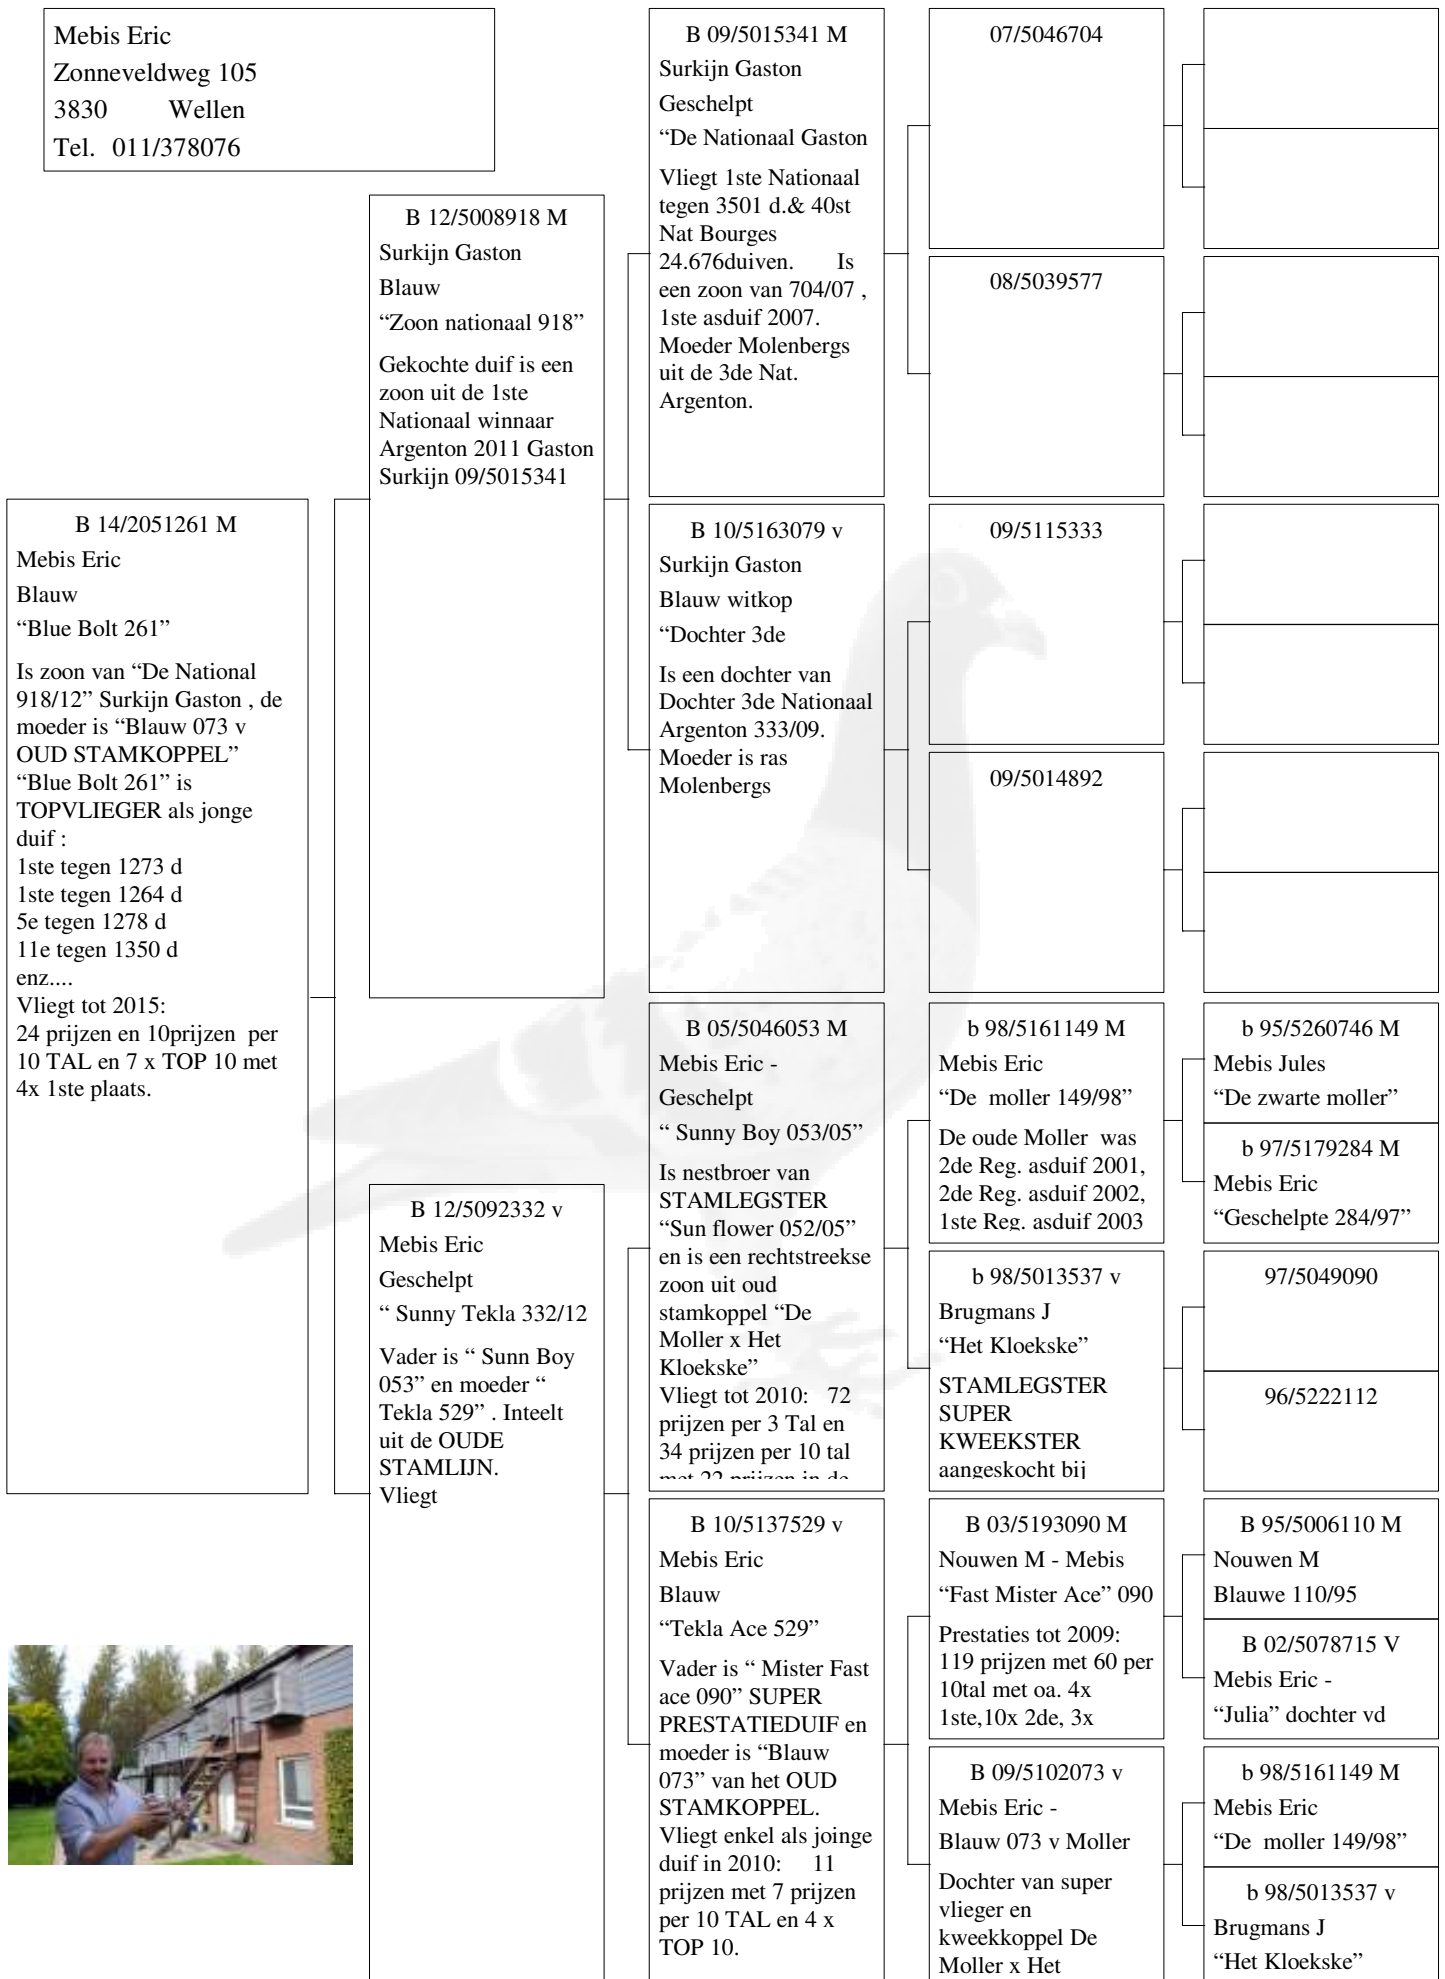 Mebis Eric
Zonneveldweg 105
3830 Wellen
Tel. 011/378076
B 14/2051261 M
Mebis Eric
Blauw
“Blue Bolt 261”
Is zoon van “De National
918/12” Surkijn Gaston , de
moeder is “Blauw 073 v
OUD STAMKOPPEL”
“Blue Bolt 261” is
TOPVLIEGER als jonge
duif :
1ste tegen 1273 d
1ste tegen 1264 d
5e tegen 1278 d
11e tegen 1350 d
enz....
Vliegt tot 2015:
24 prijzen en 10prijzen per
10 TAL en 7 x TOP 10 met
4x 1ste plaats.
B 12/5008918 M
Surkijn Gaston
Blauw
“Zoon nationaal 918”
Gekochte duif is een
zoon uit de 1ste
Nationaal winnaar
Argenton 2011 Gaston
Surkijn 09/5015341
B 12/5092332 v
Mebis Eric
Geschelpt
“ Sunny Tekla 332/12
Vader is “ Sunn Boy
053” en moeder “
Tekla 529” . Inteelt
uit de OUDE
STAMLIJN.
Vliegt
B 09/5015341 M
Surkijn Gaston
Geschelpt
“De Nationaal Gaston
Vliegt 1ste Nationaal
tegen 3501 d.& 40st
Nat Bourges
24.676duiven. Is
een zoon van 704/07 ,
1ste asduif 2007.
Moeder Molenbergs
uit de 3de Nat.
Argenton.
B 10/5163079 v
Surkijn Gaston
Blauw witkop
“Dochter 3de
Is een dochter van
Dochter 3de Nationaal
Argenton 333/09.
Moeder is ras
Molenbergs
B 05/5046053 M
Mebis Eric -
Geschelpt
“ Sunny Boy 053/05”
Is nestbroer van
STAMLEGSTER
“Sun flower 052/05”
en is een rechtstreekse
zoon uit oud
stamkoppel “De
Moller x Het
Kloekske”
Vliegt tot 2010: 72
prijzen per 3 Tal en
34 prijzen per 10 tal
met 22 prijzen in de
B 10/5137529 v
Mebis Eric
Blauw
“Tekla Ace 529”
Vader is “ Mister Fast
ace 090” SUPER
PRESTATIEDUIF en
moeder is “Blauw
073” van het OUD
STAMKOPPEL.
Vliegt enkel als joinge
duif in 2010: 11
prijzen met 7 prijzen
per 10 TAL en 4 x
TOP 10.
07/5046704
08/5039577
09/5115333
09/5014892
b 98/5161149 M
Mebis Eric
“De moller 149/98”
De oude Moller was
2de Reg. asduif 2001,
2de Reg. asduif 2002,
1ste Reg. asduif 2003
b 98/5013537 v
Brugmans J
“Het Kloekske”
STAMLEGSTER
SUPER
KWEEKSTER
aangeskocht bij
B 03/5193090 M
Nouwen M - Mebis
“Fast Mister Ace” 090
Prestaties tot 2009:
119 prijzen met 60 per
10tal met oa. 4x
1ste,10x 2de, 3x
B 09/5102073 v
Mebis Eric -
Blauw 073 v Moller
Dochter van super
vlieger en
kweekkoppel De
Moller x Het
b 95/5260746 M
Mebis Jules
“De zwarte moller”
b 97/5179284 M
Mebis Eric
“Geschelpte 284/97”
97/5049090
96/5222112
B 95/5006110 M
Nouwen M
Blauwe 110/95
B 02/5078715 V
Mebis Eric -
“Julia” dochter vd
b 98/5161149 M
Mebis Eric
“De moller 149/98”
b 98/5013537 v
Brugmans J
“Het Kloekske”